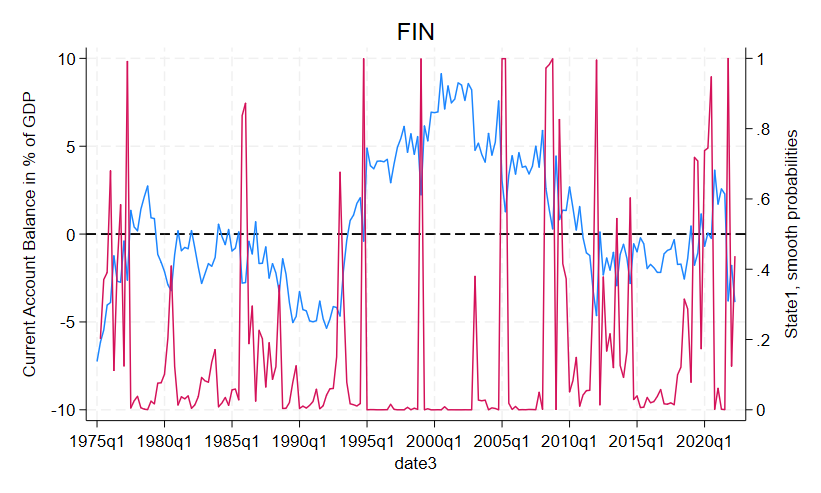 FIN
Current Account Balance in % of GDP
10
5
0
-5
-10
State1, smooth probabilities
1
.8
.6
.4
.2
0
1975q1 1980q1 1985q1 1990q1 1995q1 2000q1 2005q1 2010q1 2015q1 2020q1
date3